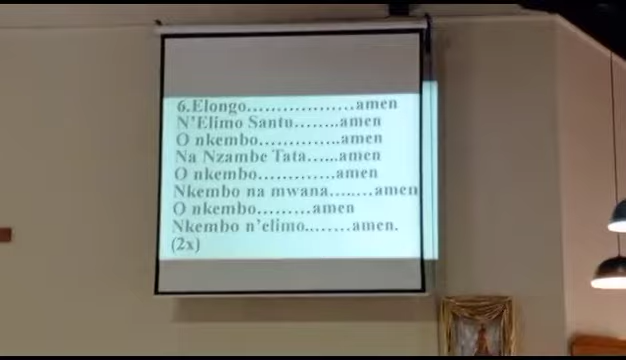 6.Elongo..................amen
N'Elimo Santu........amen
O nkembo..............amen
Na Nzambe Tata......amen
O nkembo.............amen
Nkembo na mwana........amen
O nkembo.........amen
Nkembo n'elimo........amen.
(2x)